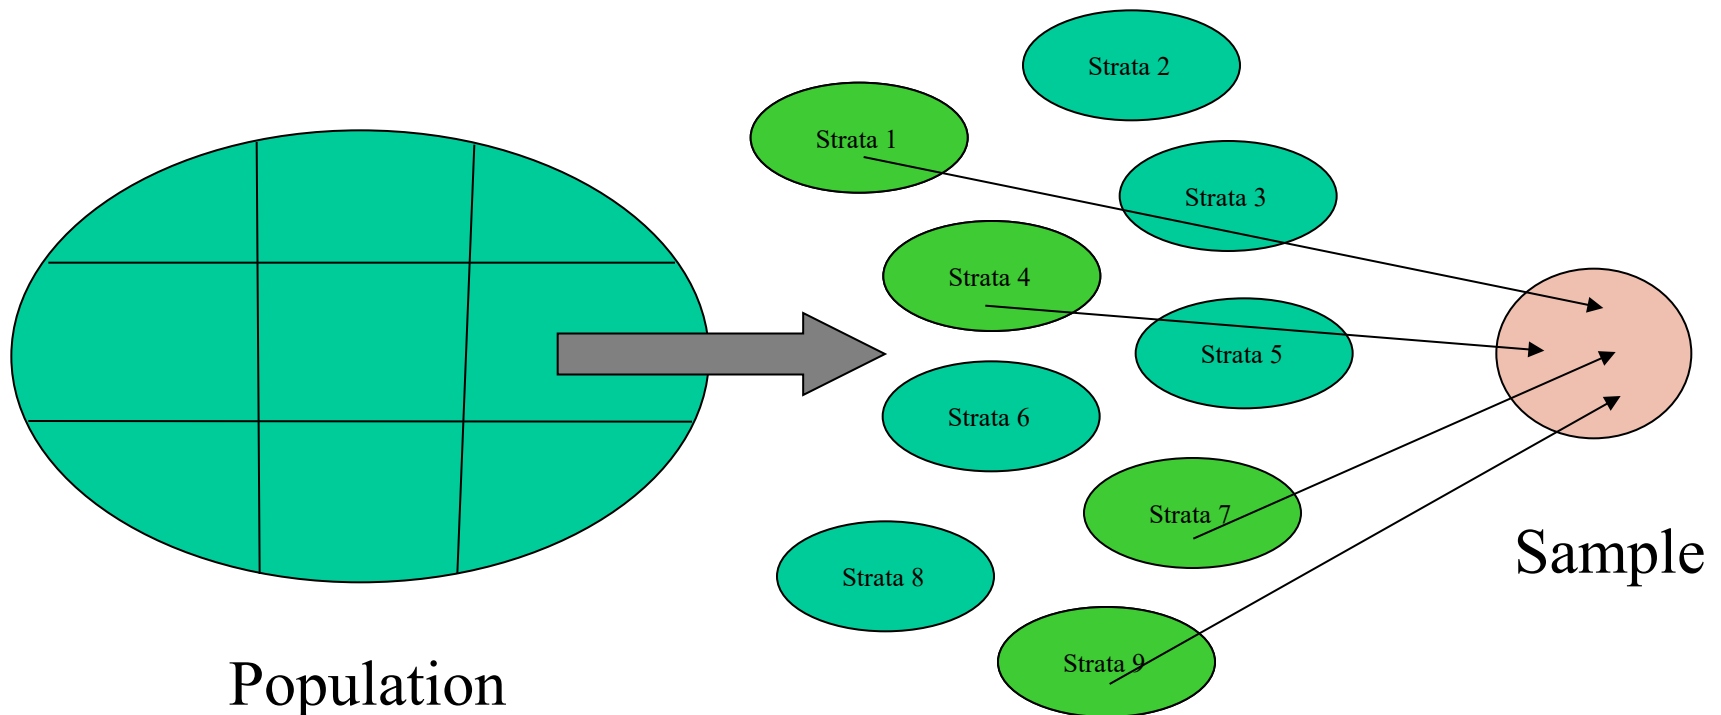 Strata 2
Strata 1
Strata 3
Strata 4
Strata 5
Strata 6
Strata 7
Strata 8
Strata 9
Sample
Population